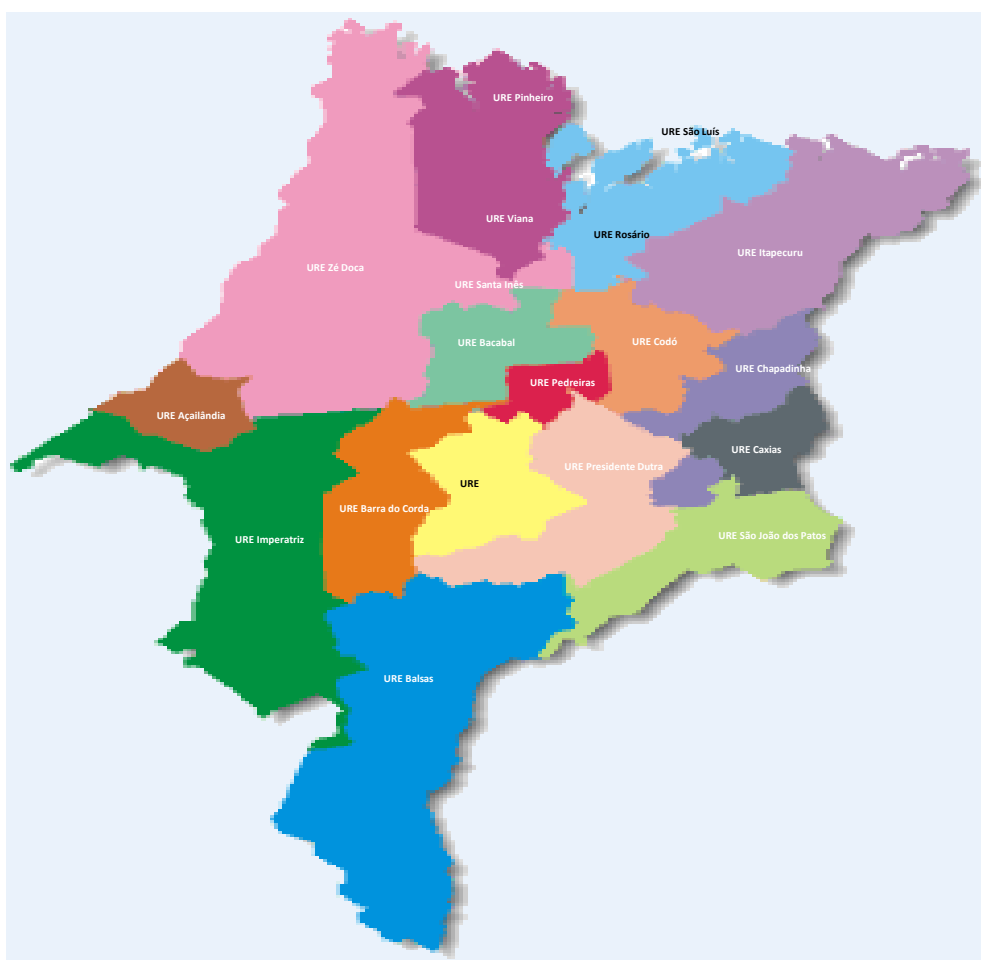 URE Pinheiro
URE São Luís
URE Viana
URE Rosário
URE Itapecuru
URE Zé Doca
URE Santa Inês
URE Bacabal
URE Codó
URE Chapadinha
URE Pedreiras
URE Açailândia
URE Caxias
URE Presidente Dutra
URE
URE Barra do Corda
URE São João dos Patos
URE Imperatriz
URE Balsas